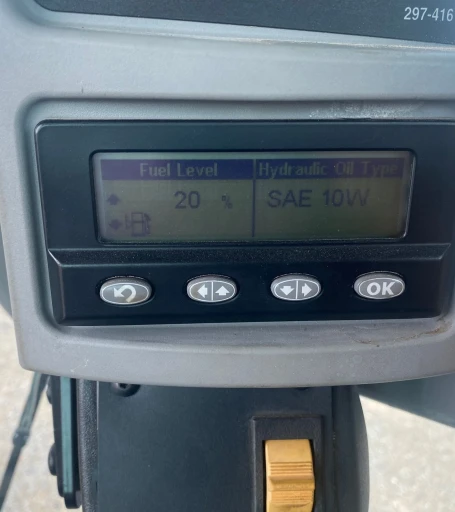 297-416
Fuel Level Hydraulic Oil Type
20 % SAE 10W
OK